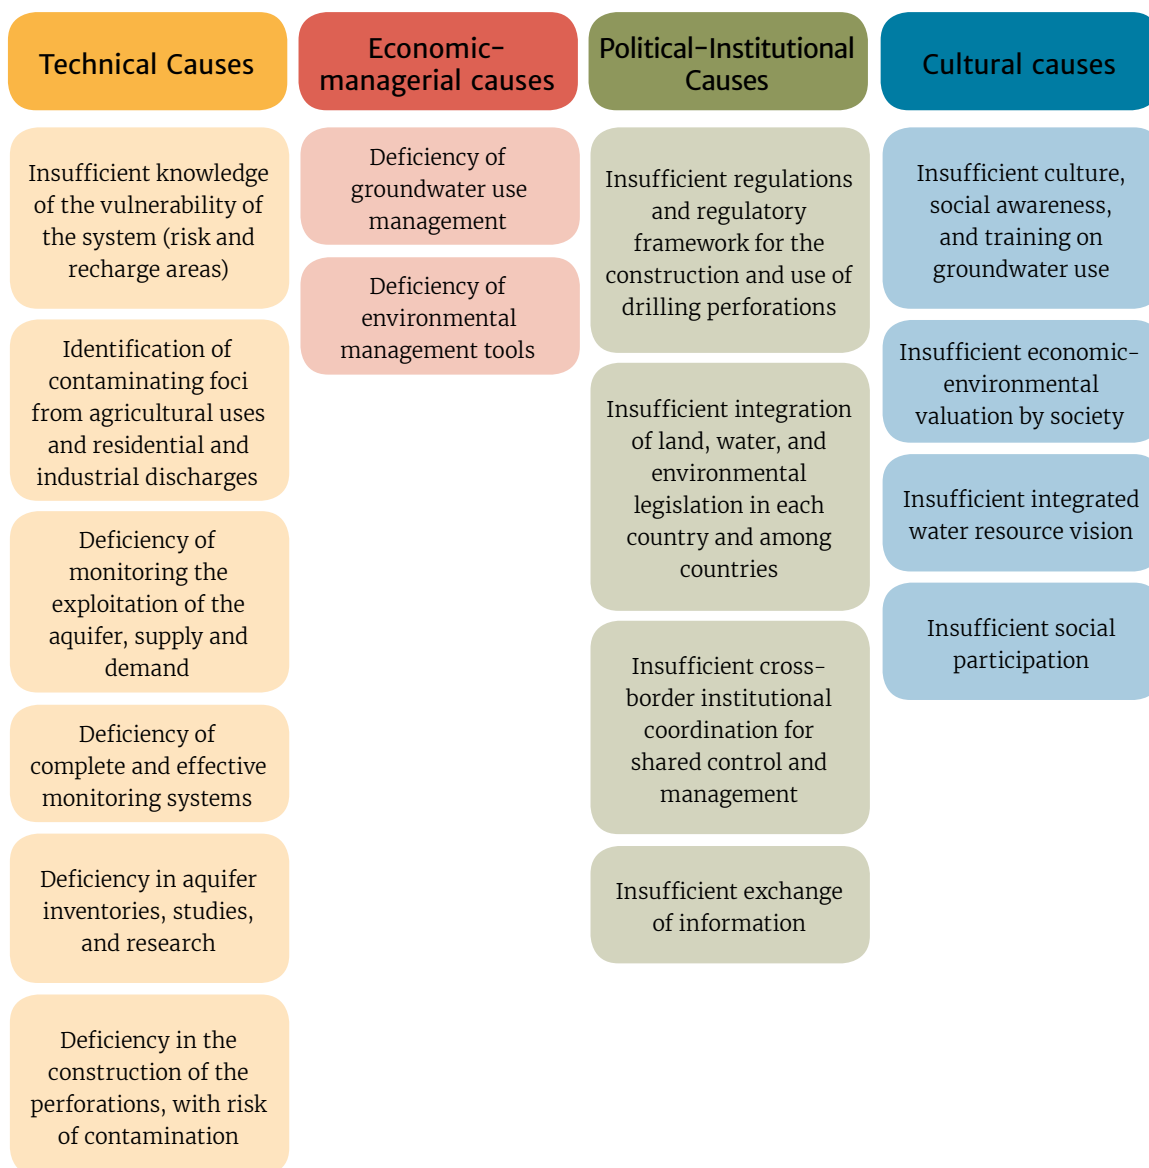 Technical Causes
Insufficient knowledge
of the vulnerability of
the system (risk and
recharge areas)
Identification of
contaminating foci
from agricultural uses
and residential and
industrial discharges
Deficiency of
monitoring the
exploitation of the
aquifer, supply and
demand
Deficiency of
complete and effective
monitoring systems
Deficiency in aquifer
inventories, studies,
and research
Deficiency in the
construction of the
perforations, with risk
of contamination
Economic-
managerial causes
Deficiency of
groundwater use
management
Deficiency of
environmental
management tools
Political-Institutional
Causes
Insufficient regulations
and regulatory
framework for the
construction and use of
drilling perforations
Insufficient integration
of land, water, and
environmental
legislation in each
country and among
countries
Insufficient cross-
border institutional
coordination for
shared control and
management
Insufficient exchange
of information
Cultural causes
Insufficient culture,
social awareness,
and training on
groundwater use
Insufficient economic-
environmental
valuation by society
Insufficient integrated
water resource vision
Insufficient social
participation